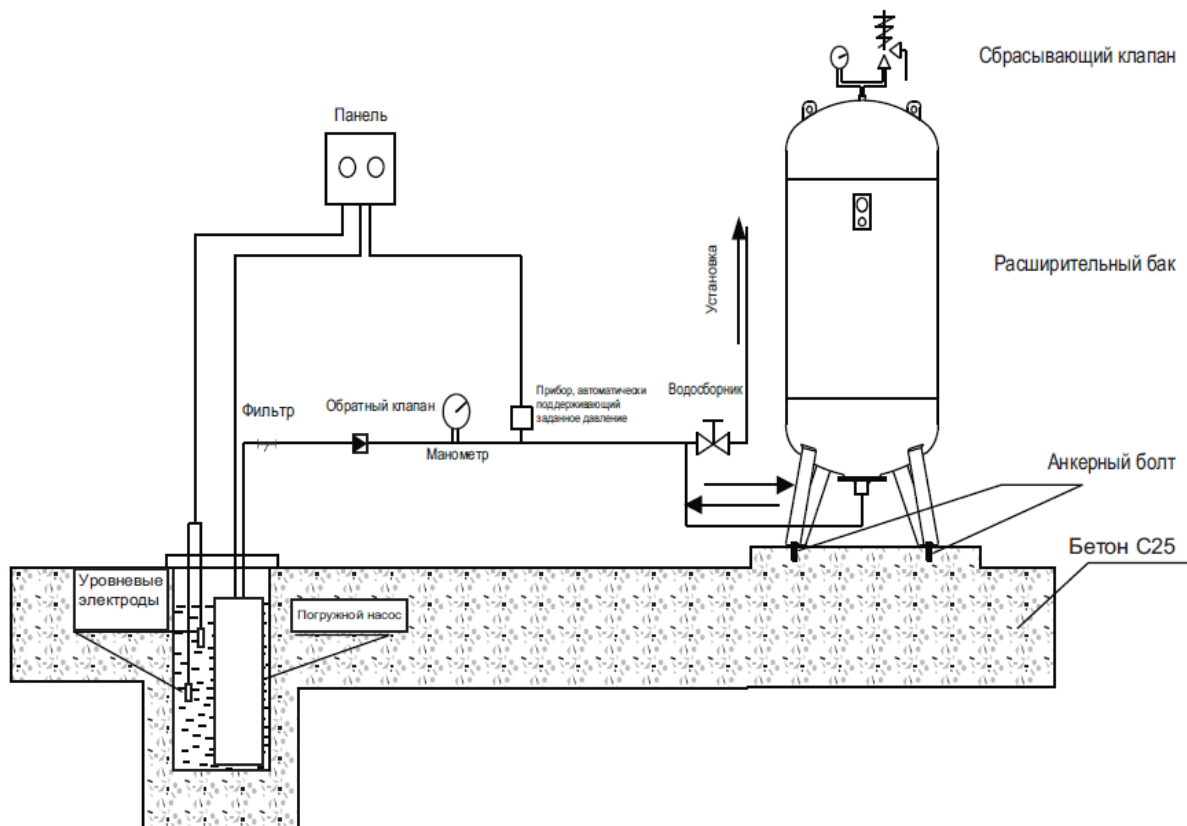 Сбрасывающий клапан
Панель
Установка
Расширительный бак
Прибор, автоматически
поддерживающий
заданное давление
Водосборник
Фильтр
Обратный клапан
Манометр
Анкерный болт
Бетон С25
Уровневые
электроды
Погружной насос